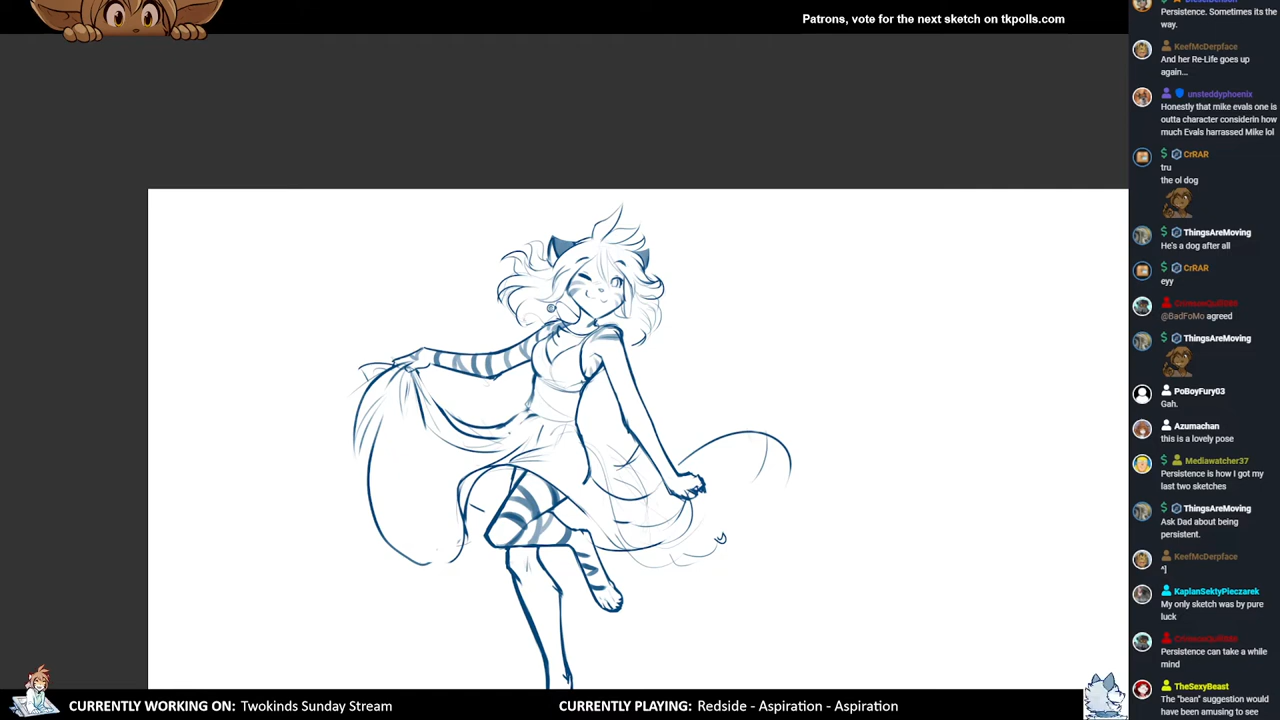 Patrons, vote for the next sketch on tkpolls.com
Persistence. Sometimes its the
way.
KeefMcDerpface
And her Re-Life goes up
again...
unsteddyphoenix
Honestly that mike evals one is
outta character considerin how
much Evals harrassed Mike lol
CrRAR
tru
the ol dog
ThingsAreMoving
He's a dog after all
CrRAR
eyy
@BadFoMo agreed
ThingsAreMoving
PoBoyFury03
Gah.
Azumachan
this is a lovely pose
Mediawatcher37
Persistence is how I got my
last two sketches
ThingsAreMoving
Ask Dad about being
persistent.
KeefMcDerpface
^]
KaplanSektyPieczarek
My only sketch was by pure
luck
Persistence can take a while
mind
TheSexyBeast
The "bean" suggestion would
have been amusing to see
CURRENTLY WORKING ON: Twokinds Sunday Stream
CURRENTLY PLAYING: Redside - Aspiration - Aspiration